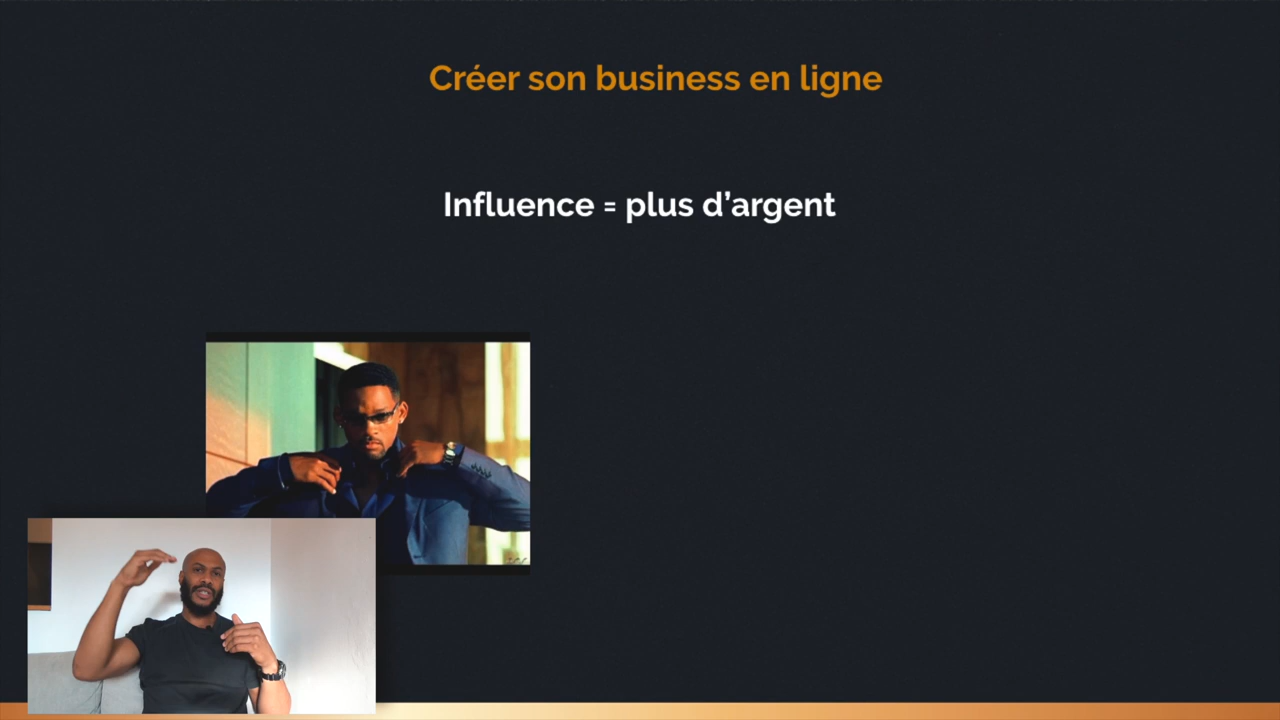 Créer son business en ligne
Influence = plus d’argent